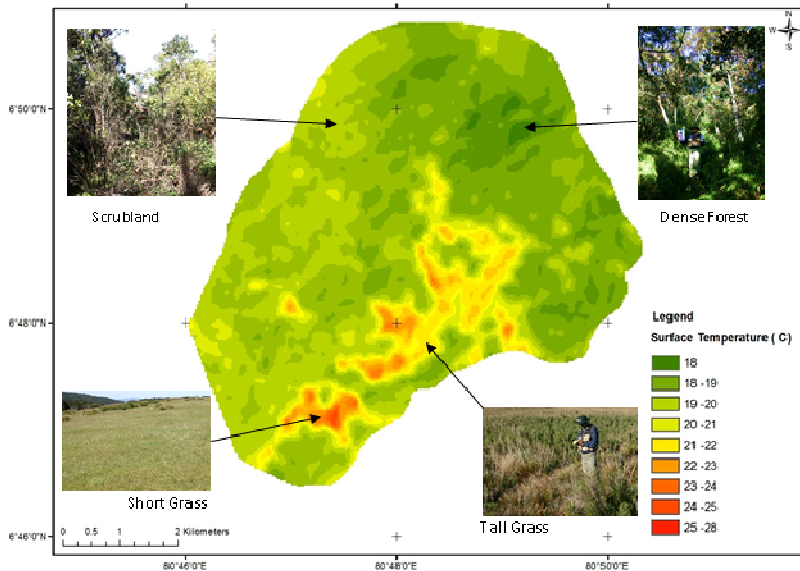 N
W
S
6°50'0"N
Scrubland
Dense Forest
6°48'0"N
Legend
Surface Temperature ( C)
18
18 -19
19 -20
20 -21
21 -22
22 -23
23 -24
24 -25
25 -28
Short Grass
Tall Grass
0 0.5 1 2 Kilometers
6°46'0"N
80°46'0"E
80°48'0"E
80°50'0"E